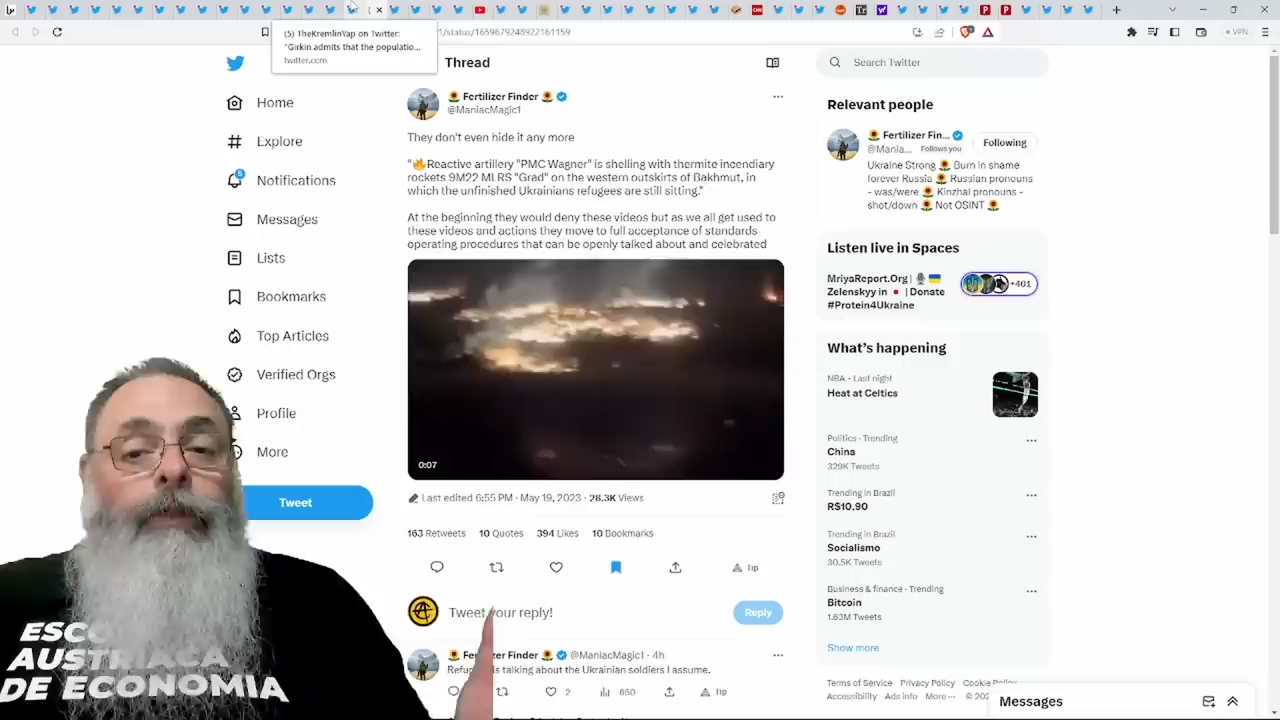 (5) TheKremlinYap on Twitter:
"Girkin admits that the populatio...
twitter.com
1/status/1659679248922161159
VPN
Home
Explore
6
Notifications
Messages
Lists
Bookmarks
Top Articles
Verified Orgs
Profile
More
Tweet
Thread
🌻 Fertilizer Finder 🌻
@ManiacMagic1
They don't even hide it any more
"🔥Reactive artillery "PMC Wagner" is shelling with thermite incendiary
rockets 9M22 MLRS "Grad" on the western outskirts of Bakhmut, in
which the unfinished Ukrainians refugees are still sitting."
At the beginning they would deny these videos but as we all get used to
these videos and actions they move to full acceptance of standards
operating procedures that can be openly talked about and celebrated
0:07
Last edited 6:55 PM · May 19, 2023 · 28.3K Views
163 Retweets 10 Quotes 394 Likes 10 Bookmarks
Tip
Tweet your reply!
Reply
🌻 Fertilizer Finder 🌻 @ManiacMagic1 · 4h
is talking about the Ukrainian soldiers I assume.
2
650
Tip
Search Twitter
Relevant people
🌻 Fertilizer Fin...
@Mania... Follows you
Following
Ukraine Strong 🌻 Burn in shame
forever Russia 🌻 Russian pronouns
- was/were 🌻 Kinzhal pronouns -
shot/down 🌻 Not OSINT 🌻
Listen live in Spaces
MriyaReport.Org | 🎙 🇺🇦
Zelenskyy in 🇯🇵 | Donate
#Protein4Ukraine
+401
What's happening
NBA · Last night
Heat at Celtics
Politics · Trending
China
329K Tweets
Trending in Brazil
R$10,90
Trending in Brazil
Socialismo
30.5K Tweets
Business & finance · Trending
Bitcoin
1.63M Tweets
Show more
Terms of Service Privacy Policy Cookie Policy
Accessibility Ads info More ···
Messages
DE ECONOMIA